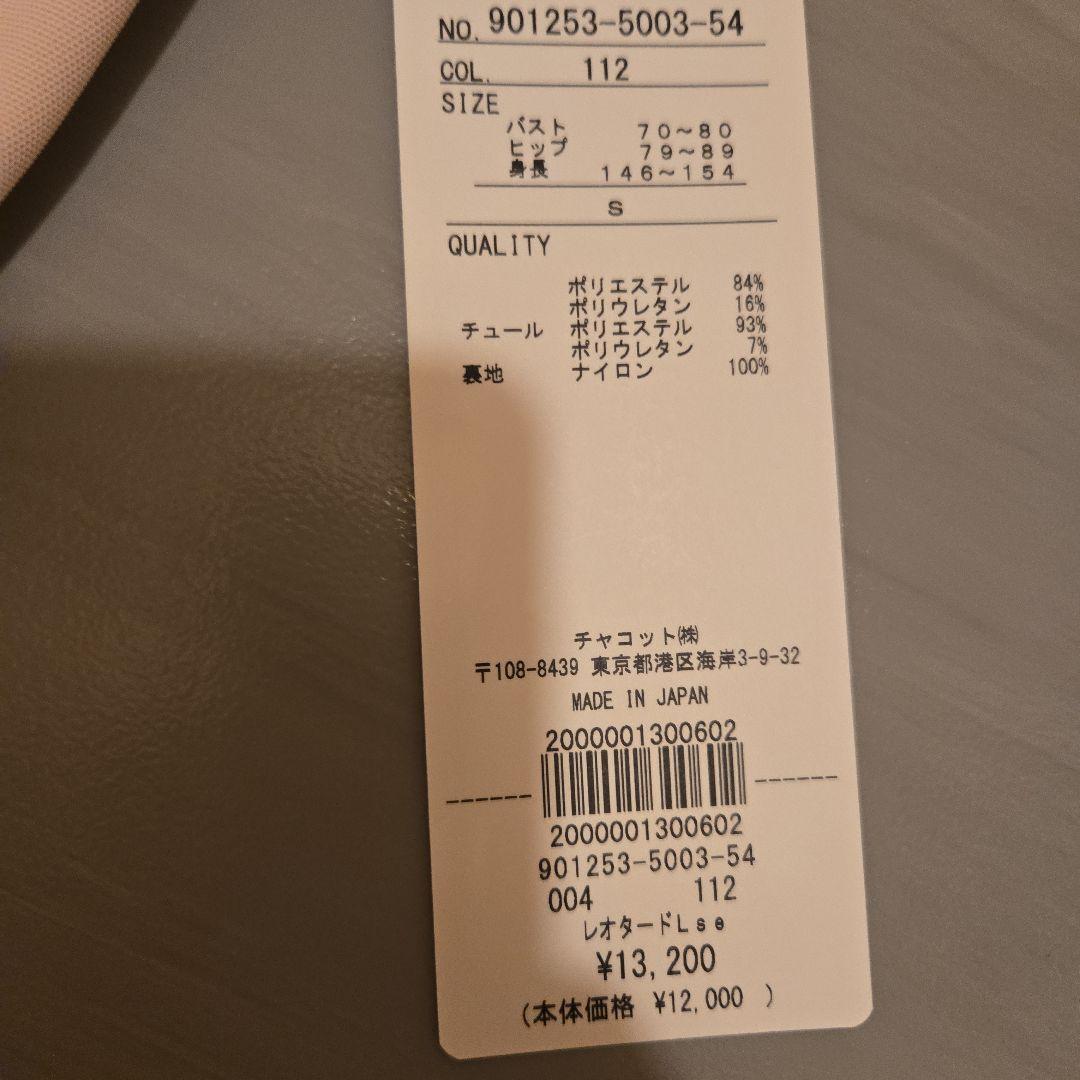 NO. 901253-5003-54
COL. 112
SIZE
バスト 70~80
ヒップ 79~89
身長 146~154
S
QUALITY
ポリエステル 84%
ポリウレタン 16%
チュール ポリエステル 93%
ポリウレタン 7%
裏地 ナイロン 100%
チャコット㈱
〒108-8439 東京都港区海岸3-9-32
MADE IN JAPAN
2000001300602
2000001300602
901253-5003-54
004 112
レオタードLse
¥13,200
(本体価格 ¥12,000 )